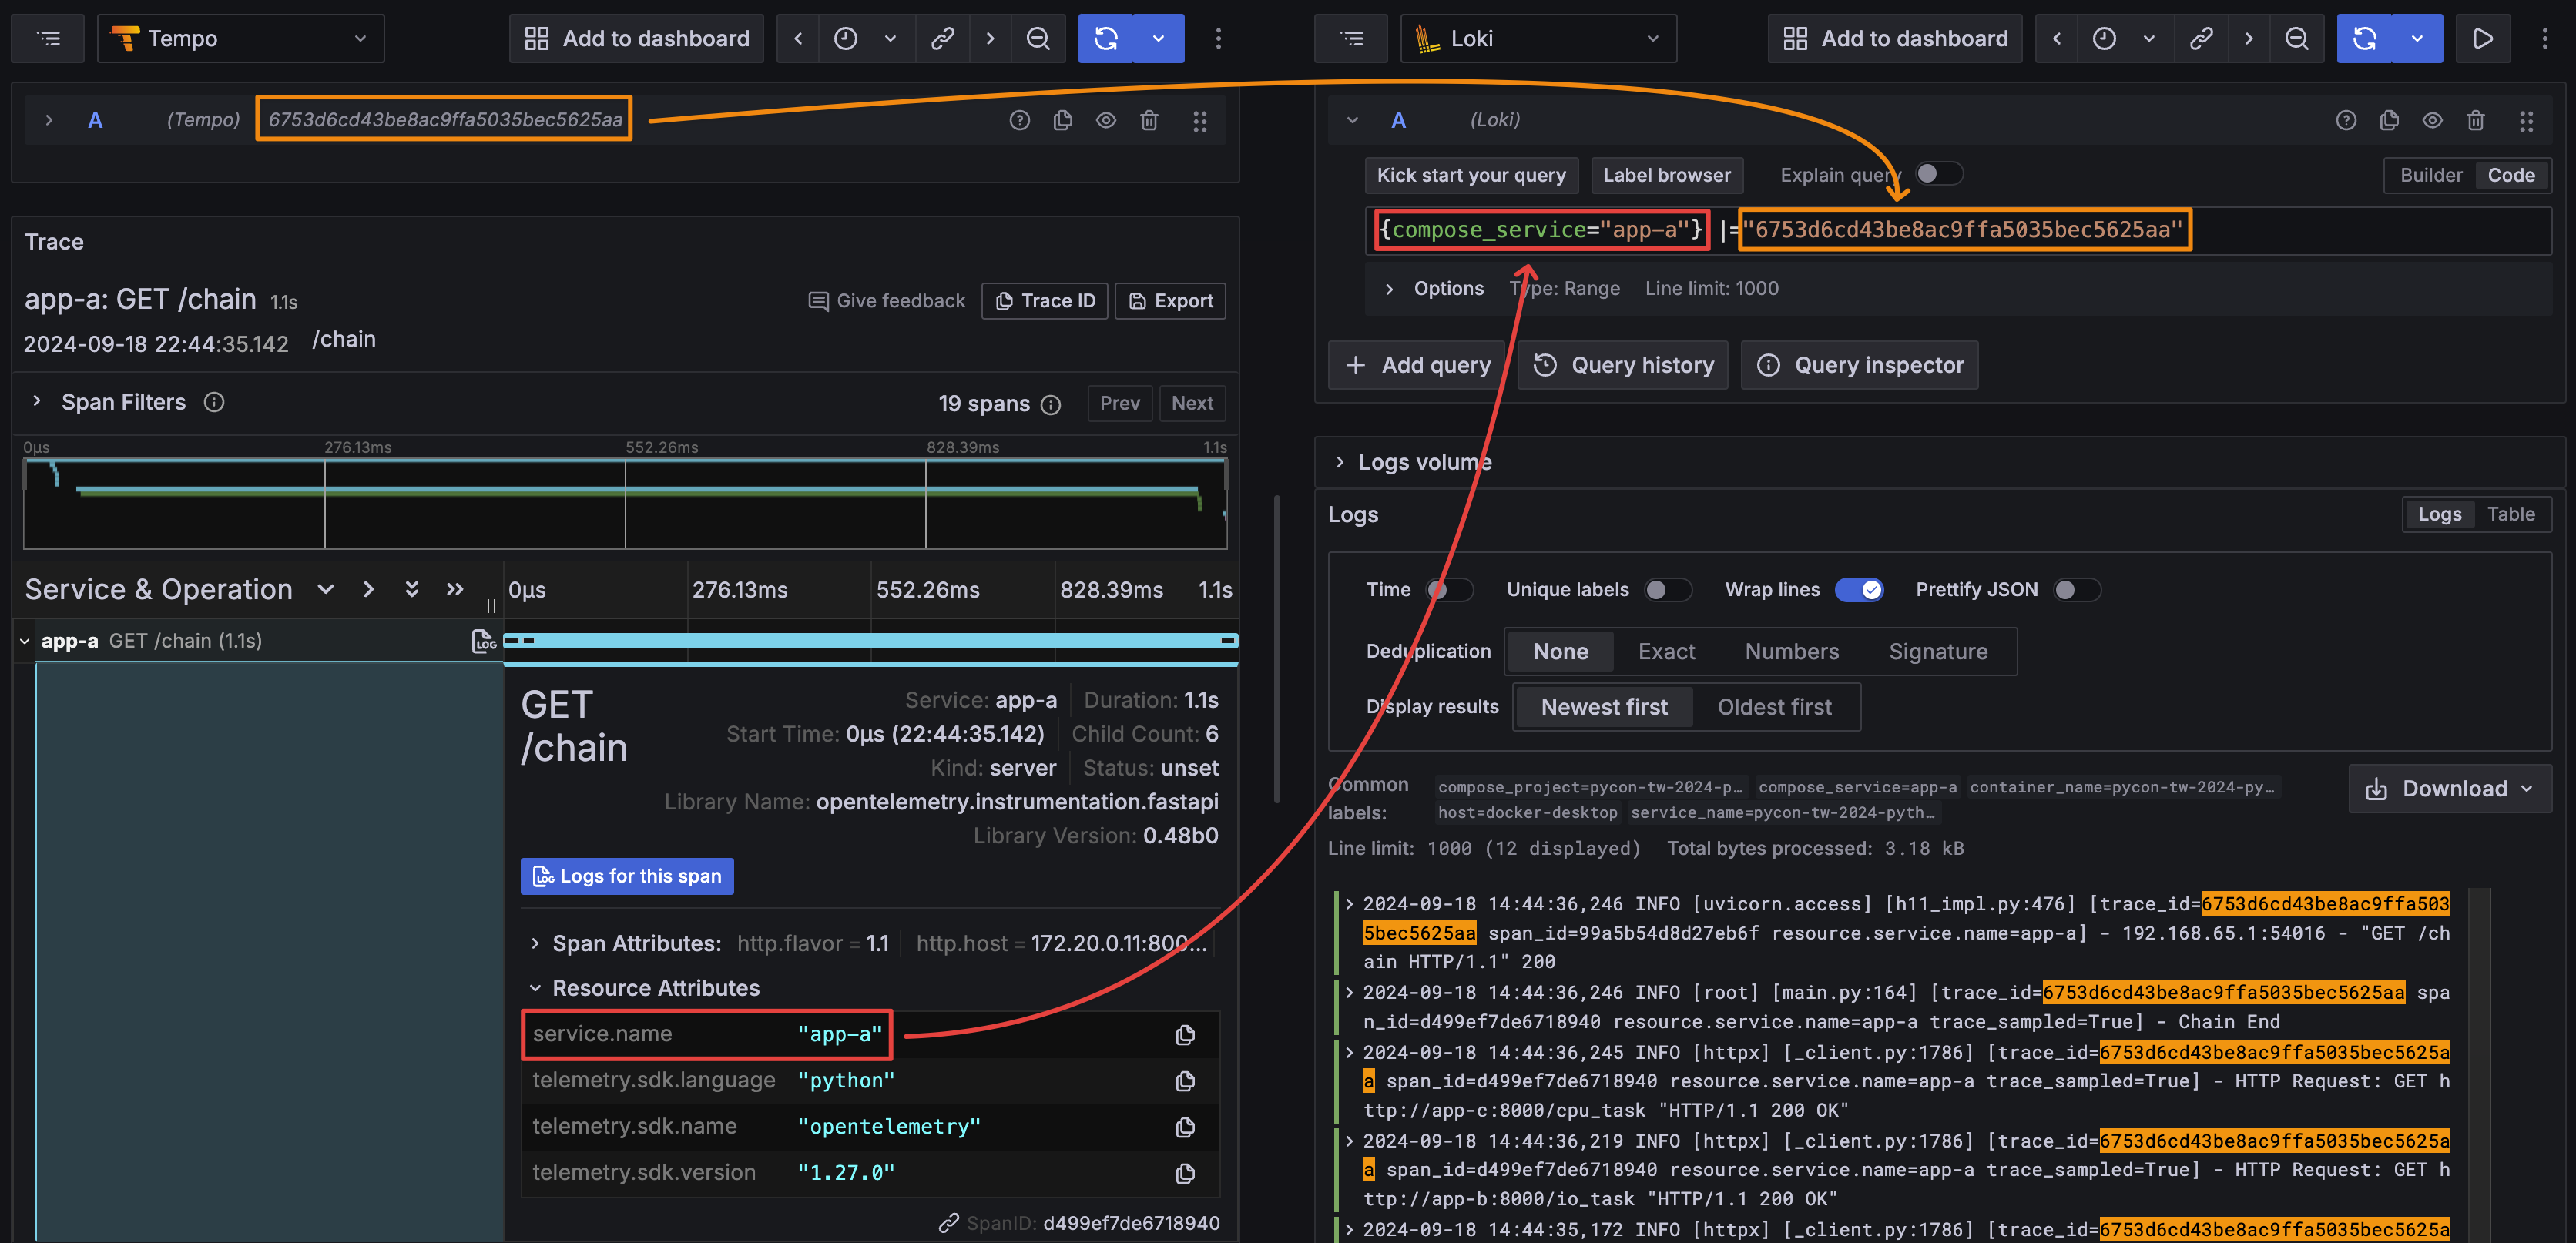 Tempo
Add to dashboard
A (Tempo) 6753d6cd43be8ac9ffa5035bec5625aa
Trace
app-a: GET /chain 1.1s
Give feedback
Trace ID
Export
2024-09-18 22:44:35.142 /chain
Span Filters
19 spans
Prev
Next
0μs 276.13ms 552.26ms 828.39ms 1.1s
Service & Operation
0μs 276.13ms 552.26ms 828.39ms 1.1s
app-a GET /chain (1.1s)
LOG
GET
/chain
Service: app-a Duration: 1.1s
Start Time: 0μs (22:44:35.142) Child Count: 6
Kind: server Status: unset
Library Name: opentelemetry.instrumentation.fastapi
Library Version: 0.48b0
LOG Logs for this span
Span Attributes: http.flavor = 1.1 http.host = 172.20.0.11:800...
Resource Attributes
service.name "app-a"
telemetry.sdk.language "python"
telemetry.sdk.name "opentelemetry"
telemetry.sdk.version "1.27.0"
SpanID: d499ef7de6718940
Loki
Add to dashboard
A (Loki)
Kick start your query
Label browser
Explain query
Builder
Code
{compose_service="app-a"} |="6753d6cd43be8ac9ffa5035bec5625aa"
Options Type: Range Line limit: 1000
Add query
Query history
Query inspector
Logs volume
Logs
Logs
Table
Time
Unique labels
Wrap lines
Prettify JSON
Deduplication None Exact Numbers Signature
Display results Newest first Oldest first
Common
labels:
compose_project=pycon-tw-2024-p… compose_service=app-a container_name=pycon-tw-2024-py…
host=docker-desktop service_name=pycon-tw-2024-pyth…
Download
Line limit: 1000 (12 displayed) Total bytes processed: 3.18 kB
2024-09-18 14:44:36,246 INFO [uvicorn.access] [h11_impl.py:476] [trace_id=6753d6cd43be8ac9ffa503
5bec5625aa span_id=99a5b54d8d27eb6f resource.service.name=app-a] - 192.168.65.1:54016 - "GET /ch
ain HTTP/1.1" 200
2024-09-18 14:44:36,246 INFO [root] [main.py:164] [trace_id=6753d6cd43be8ac9ffa5035bec5625aa spa
n_id=d499ef7de6718940 resource.service.name=app-a trace_sampled=True] - Chain End
2024-09-18 14:44:36,245 INFO [httpx] [_client.py:1786] [trace_id=6753d6cd43be8ac9ffa5035bec5625a
a span_id=d499ef7de6718940 resource.service.name=app-a trace_sampled=True] - HTTP Request: GET h
ttp://app-c:8000/cpu_task "HTTP/1.1 200 OK"
2024-09-18 14:44:36,219 INFO [httpx] [_client.py:1786] [trace_id=6753d6cd43be8ac9ffa5035bec5625a
a span_id=d499ef7de6718940 resource.service.name=app-a trace_sampled=True] - HTTP Request: GET h
ttp://app-b:8000/io_task "HTTP/1.1 200 OK"
2024-09-18 14:44:35,172 INFO [httpx] [_client.py:1786] [trace_id=6753d6cd43be8ac9ffa5035bec5625a